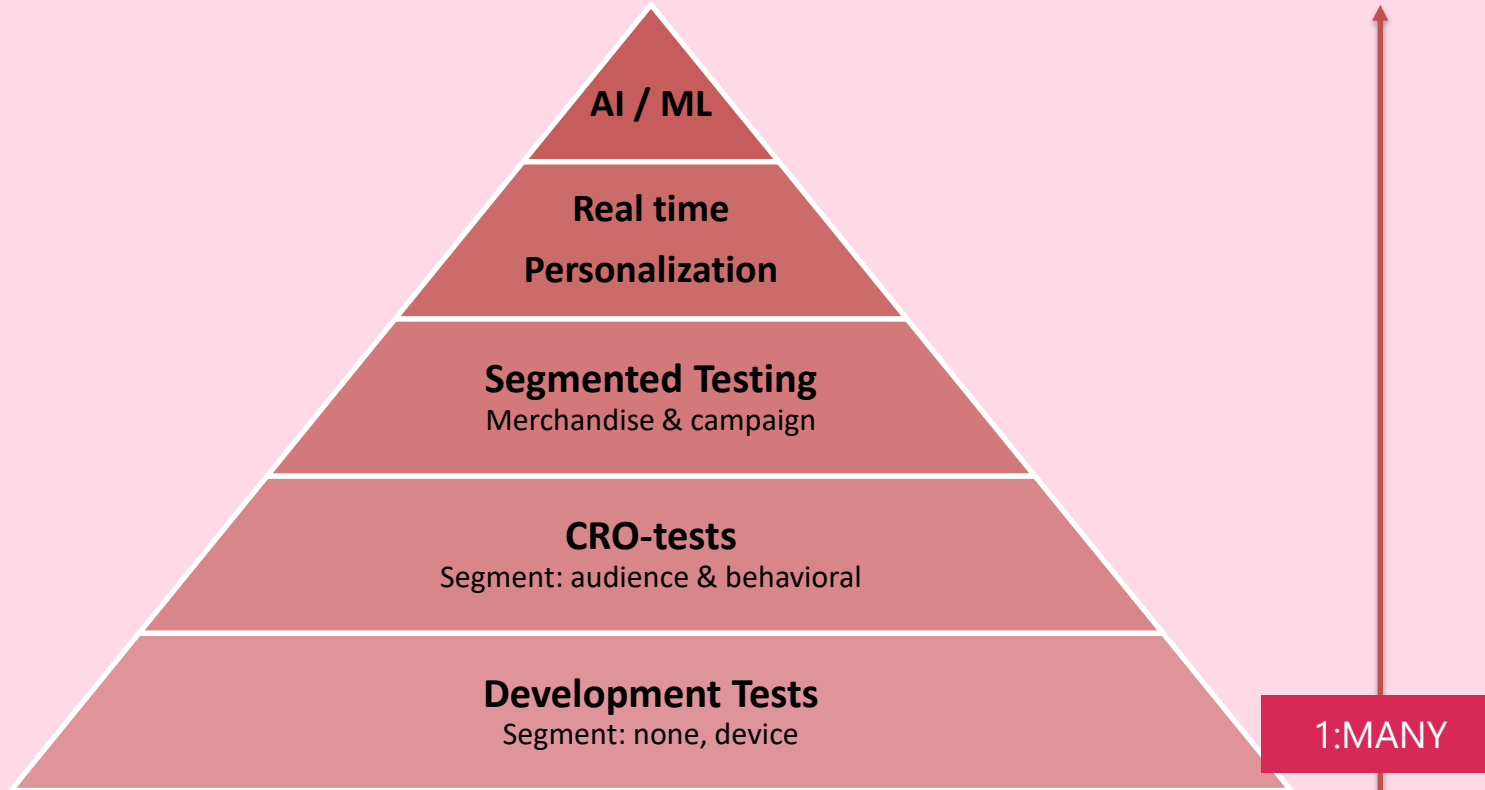 AI / ML
Real time
Personalization
Segmented Testing
Merchandise & campaign
CRO-tests
Segment: audience & behavioral
Development Tests
Segment: none, device
1:MANY